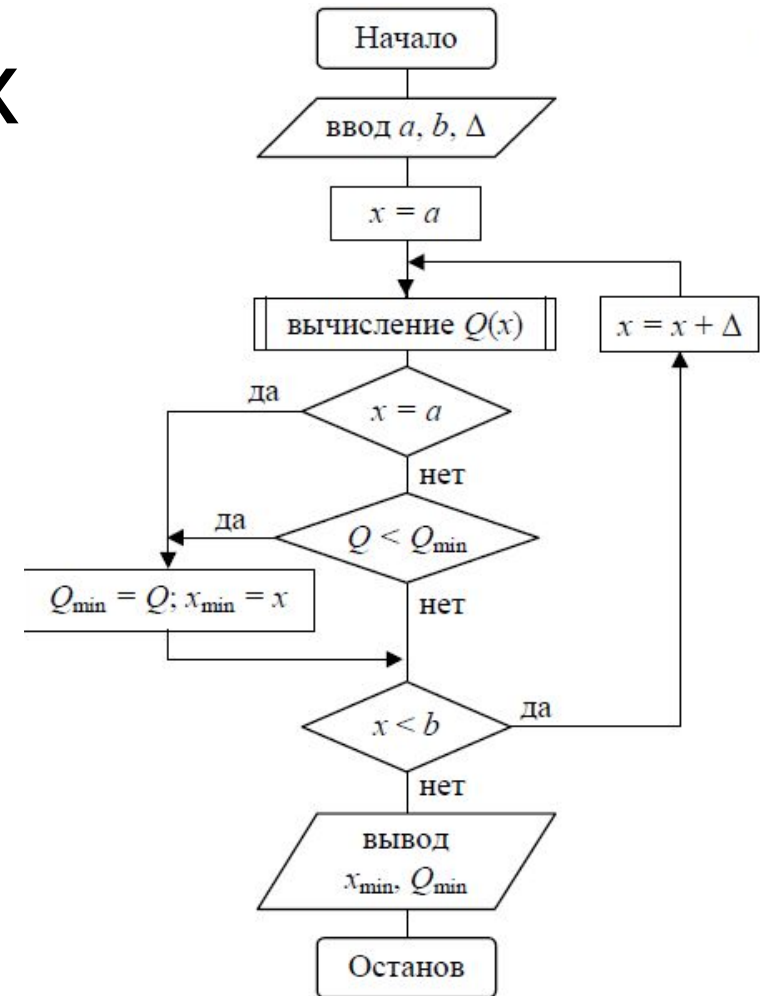 х
Начало
ввод a, b, Δ
x = a
вычисление Q(x)
x = x + Δ
да
x = a
нет
да
Q < Qmin
Qmin = Q; xmin = x
нет
x < b
да
нет
вывод
xmin, Qmin
Останов